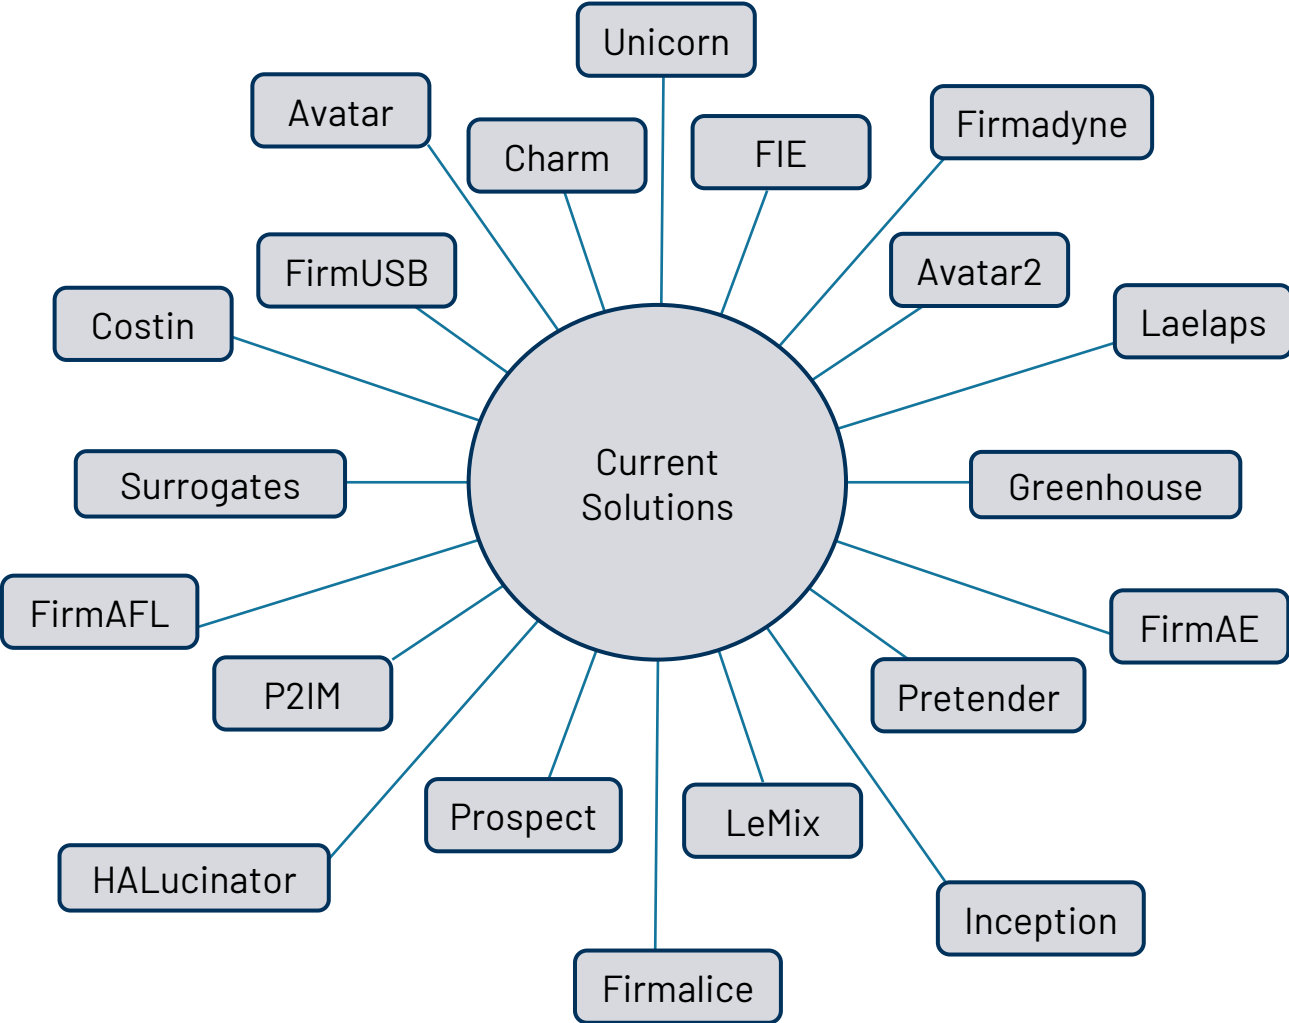 Unicorn
Avatar
Firmadyne
Charm
FIE
FirmUSB
Avatar2
Costin
Laelaps
Current
Solutions
Surrogates
Greenhouse
FirmAFL
FirmAE
P2IM
Pretender
Prospect
LeMix
HALucinator
Inception
Firmalice